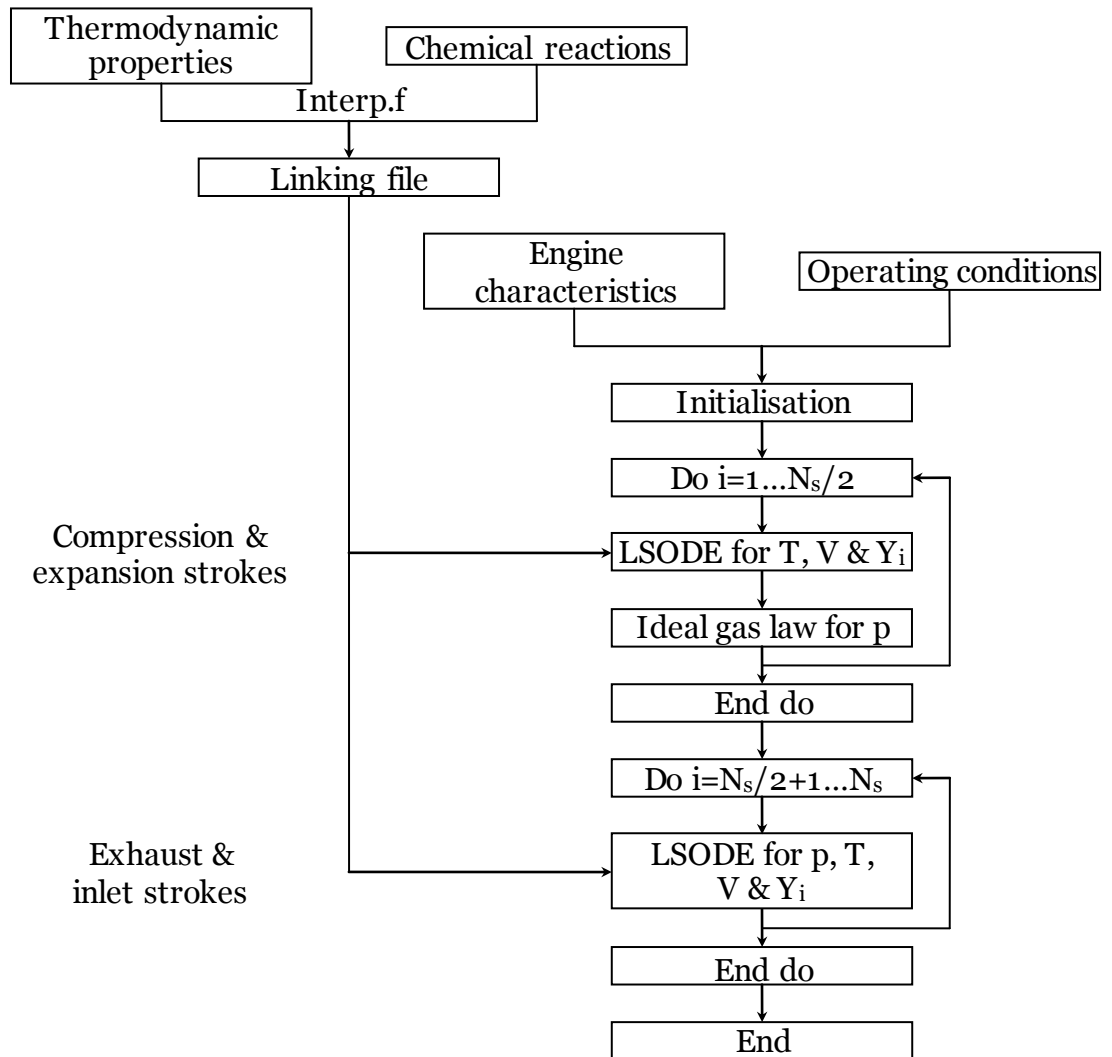 Thermodynamic
properties
Chemical reactions
Interp.f
Linking file
Engine
characteristics
Operating conditions
Initialisation
Do i=1...Nₛ/2
Compression &
expansion strokes
LSODE for T, V & Yᵢ
Ideal gas law for p
End do
Do i=Nₛ/2+1...Nₛ
Exhaust &
inlet strokes
LSODE for p, T,
V & Yᵢ
End do
End